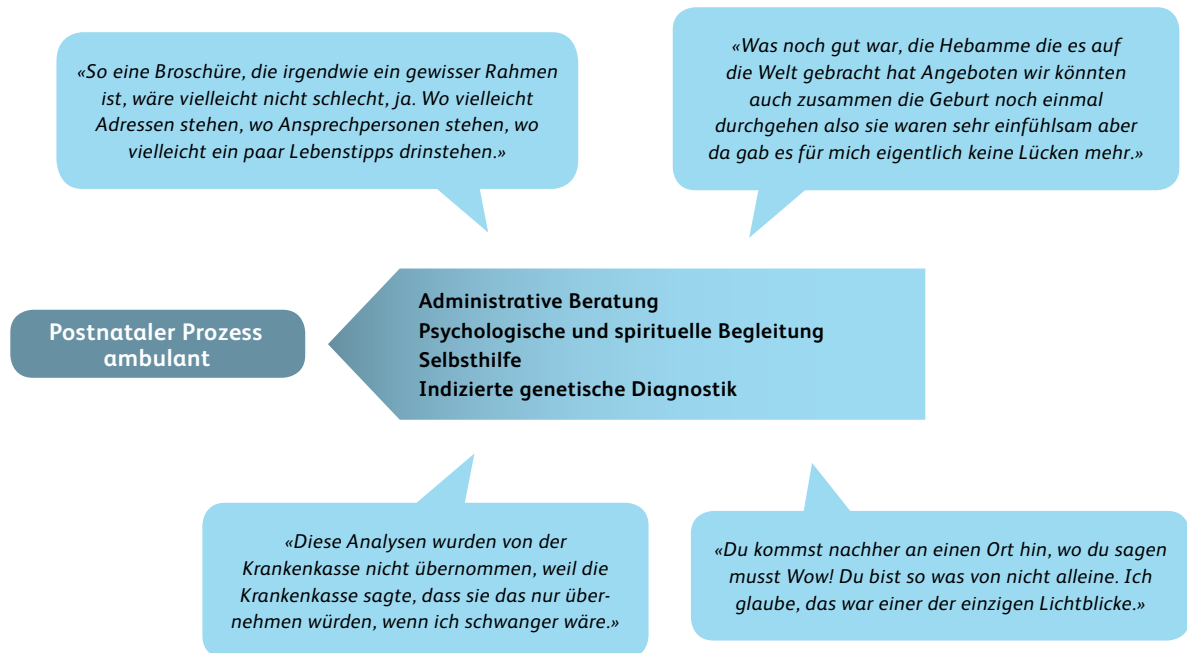 «So eine Broschüre, die irgendwie ein gewisser Rahmen
ist, wäre vielleicht nicht schlecht, ja. Wo vielleicht
Adressen stehen, wo Ansprechpersonen stehen, wo
vielleicht ein paar Lebenstipps drinstehen.»
«Was noch gut war, die Hebamme die es auf
die Welt gebracht hat Angeboten wir könnten
auch zusammen die Geburt noch einmal
durchgehen also sie waren sehr einfühlsam aber
da gab es für mich eigentlich keine Lücken mehr.»
Postnataler Prozess
ambulant
Administrative Beratung
Psychologische und spirituelle Begleitung
Selbsthilfe
Indizierte genetische Diagnostik
«Diese Analysen wurden von der
Krankenkasse nicht übernommen, weil die
Krankenkasse sagte, dass sie das nur über-
nehmen würden, wenn ich schwanger wäre.»
«Du kommst nachher an einen Ort hin, wo du sagen
musst Wow! Du bist so was von nicht alleine. Ich
glaube, das war einer der einzigen Lichtblicke.»